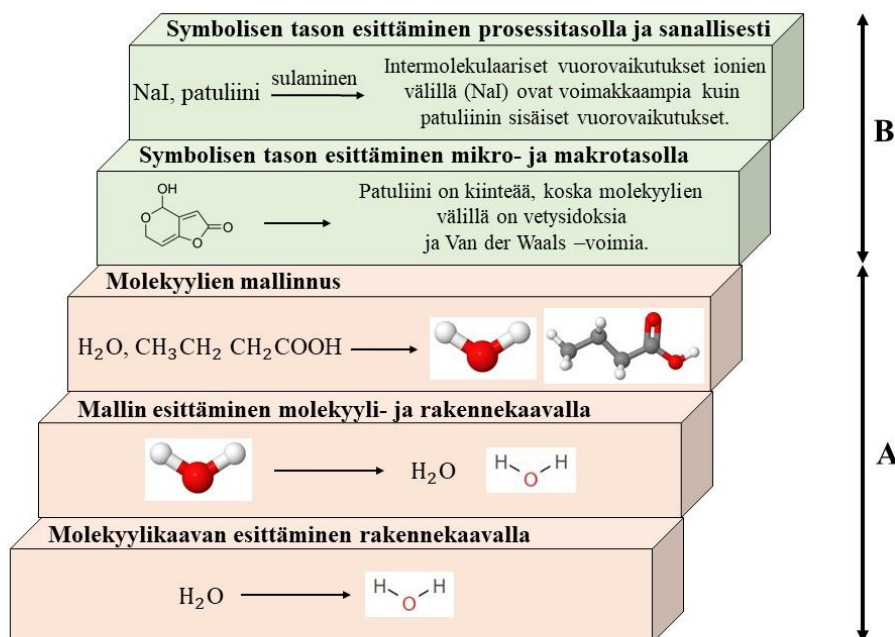 Symbolisen tason esittäminen prosessitasolla ja sanallisesti
NaI, patuliini
sulaminen
Intermolekulaariset vuorovaikutukset ionien
välillä (NaI) ovat voimakkaampia kuin
patuliinin sisäiset vuorovaikutukset.
B
Symbolisen tason esittäminen mikro- ja makrotasolla
OH
O
O
O
Patuliini on kiinteää, koska molekyylien
välillä on vetysidoksia
ja Van der Waals –voimia.
Molekyylien mallinnus
H₂O, CH₃CH₂ CH₂COOH
Mallin esittäminen molekyyli- ja rakennekaavalla
H₂O
H H
O
A
Molekyylikaavan esittäminen rakennekaavalla
H₂O
H H
O